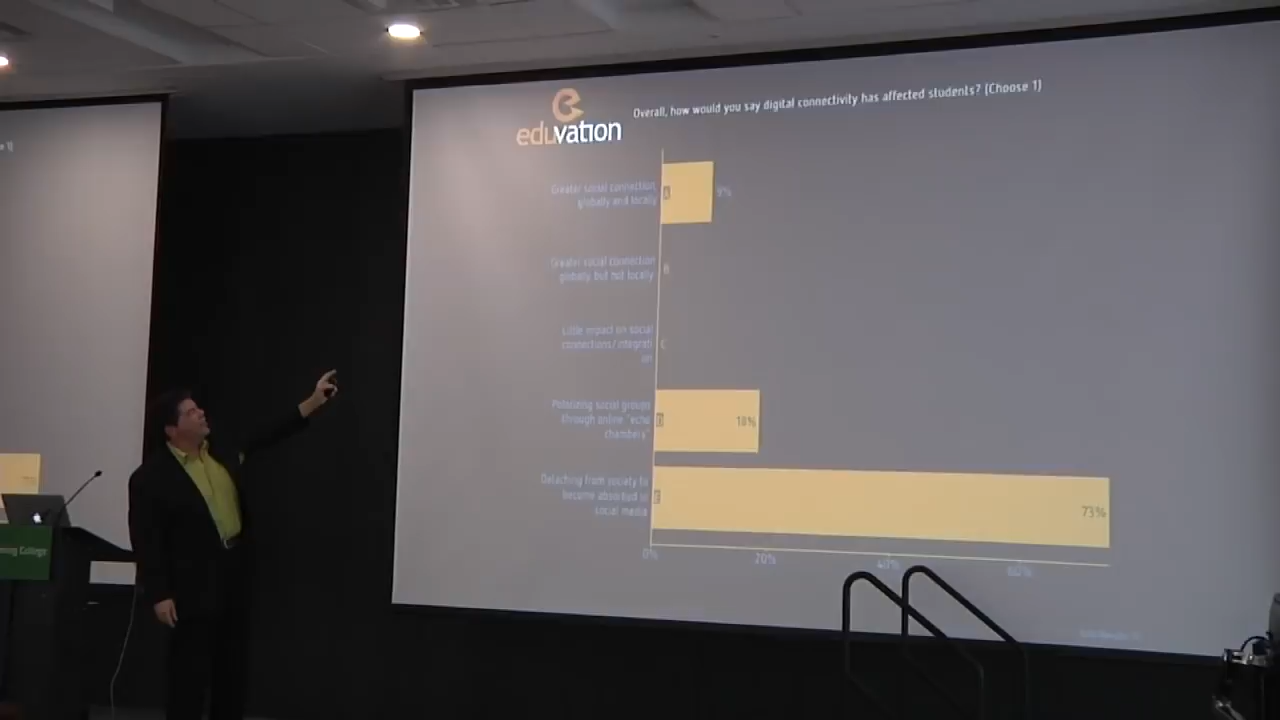 eduvation
Overall, how would you say digital connectivity has affected students? (Choose 1)
Greater social connection
globally and locally
A
9%
Greater social connection
globally but not locally
B
Little impact on social
connections/integrati
on
C
Polarizing social groups
through online "echo
chambers"
D
18%
Detaching from society to
become absorbed in
social media
E
73%
0%
20%
40%
60%
ming College